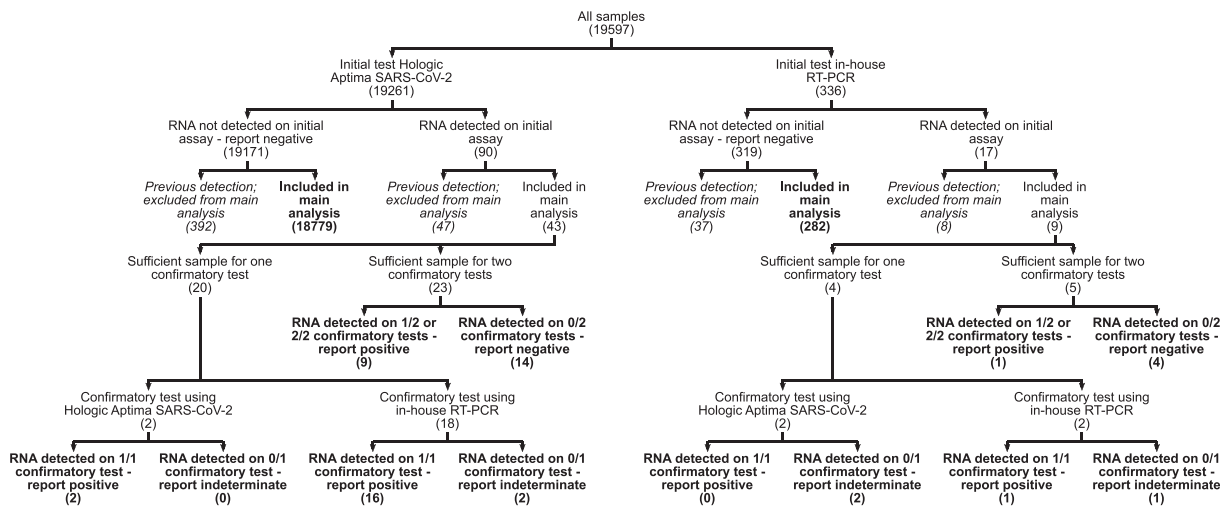 All samples
(19597)
Initial test Hologic
Aptima SARS-CoV-2
(19261)
Initial test in-house
RT-PCR
(336)
RNA not detected on initial
assay - report negative
(19171)
RNA detected on initial
assay
(90)
RNA not detected on initial
assay - report negative
(319)
RNA detected on initial
assay
(17)
Previous detection;
excluded from main
analysis
(392)
Included in
main
analysis
(18779)
Previous detection;
excluded from main
analysis
(47)
Included in
main
analysis
(43)
Previous detection;
excluded from main
analysis
(37)
Included in
main
analysis
(282)
Previous detection;
excluded from main
analysis
(8)
Included in
main
analysis
(9)
Sufficient sample for one
confirmatory test
(20)
Sufficient sample for two
confirmatory tests
(23)
Sufficient sample for one
confirmatory test
(4)
Sufficient sample for two
confirmatory tests
(5)
RNA detected on 1/2 or
2/2 confirmatory tests -
report positive
(9)
RNA detected on 0/2
confirmatory tests -
report negative
(14)
RNA detected on 1/2 or
2/2 confirmatory tests -
report positive
(1)
RNA detected on 0/2
confirmatory tests -
report negative
(4)
Confirmatory test using
Hologic Aptima SARS-CoV-2
(2)
Confirmatory test using
in-house RT-PCR
(18)
Confirmatory test using
Hologic Aptima SARS-CoV-2
(2)
Confirmatory test using
in-house RT-PCR
(2)
RNA detected on 1/1
confirmatory test -
report positive
(2)
RNA detected on 0/1
confirmatory test -
report indeterminate
(0)
RNA detected on 1/1
confirmatory test -
report positive
(16)
RNA detected on 0/1
confirmatory test -
report indeterminate
(2)
RNA detected on 1/1
confirmatory test -
report positive
(0)
RNA detected on 0/1
confirmatory test -
report indeterminate
(2)
RNA detected on 1/1
confirmatory test -
report positive
(1)
RNA detected on 0/1
confirmatory test -
report indeterminate
(1)